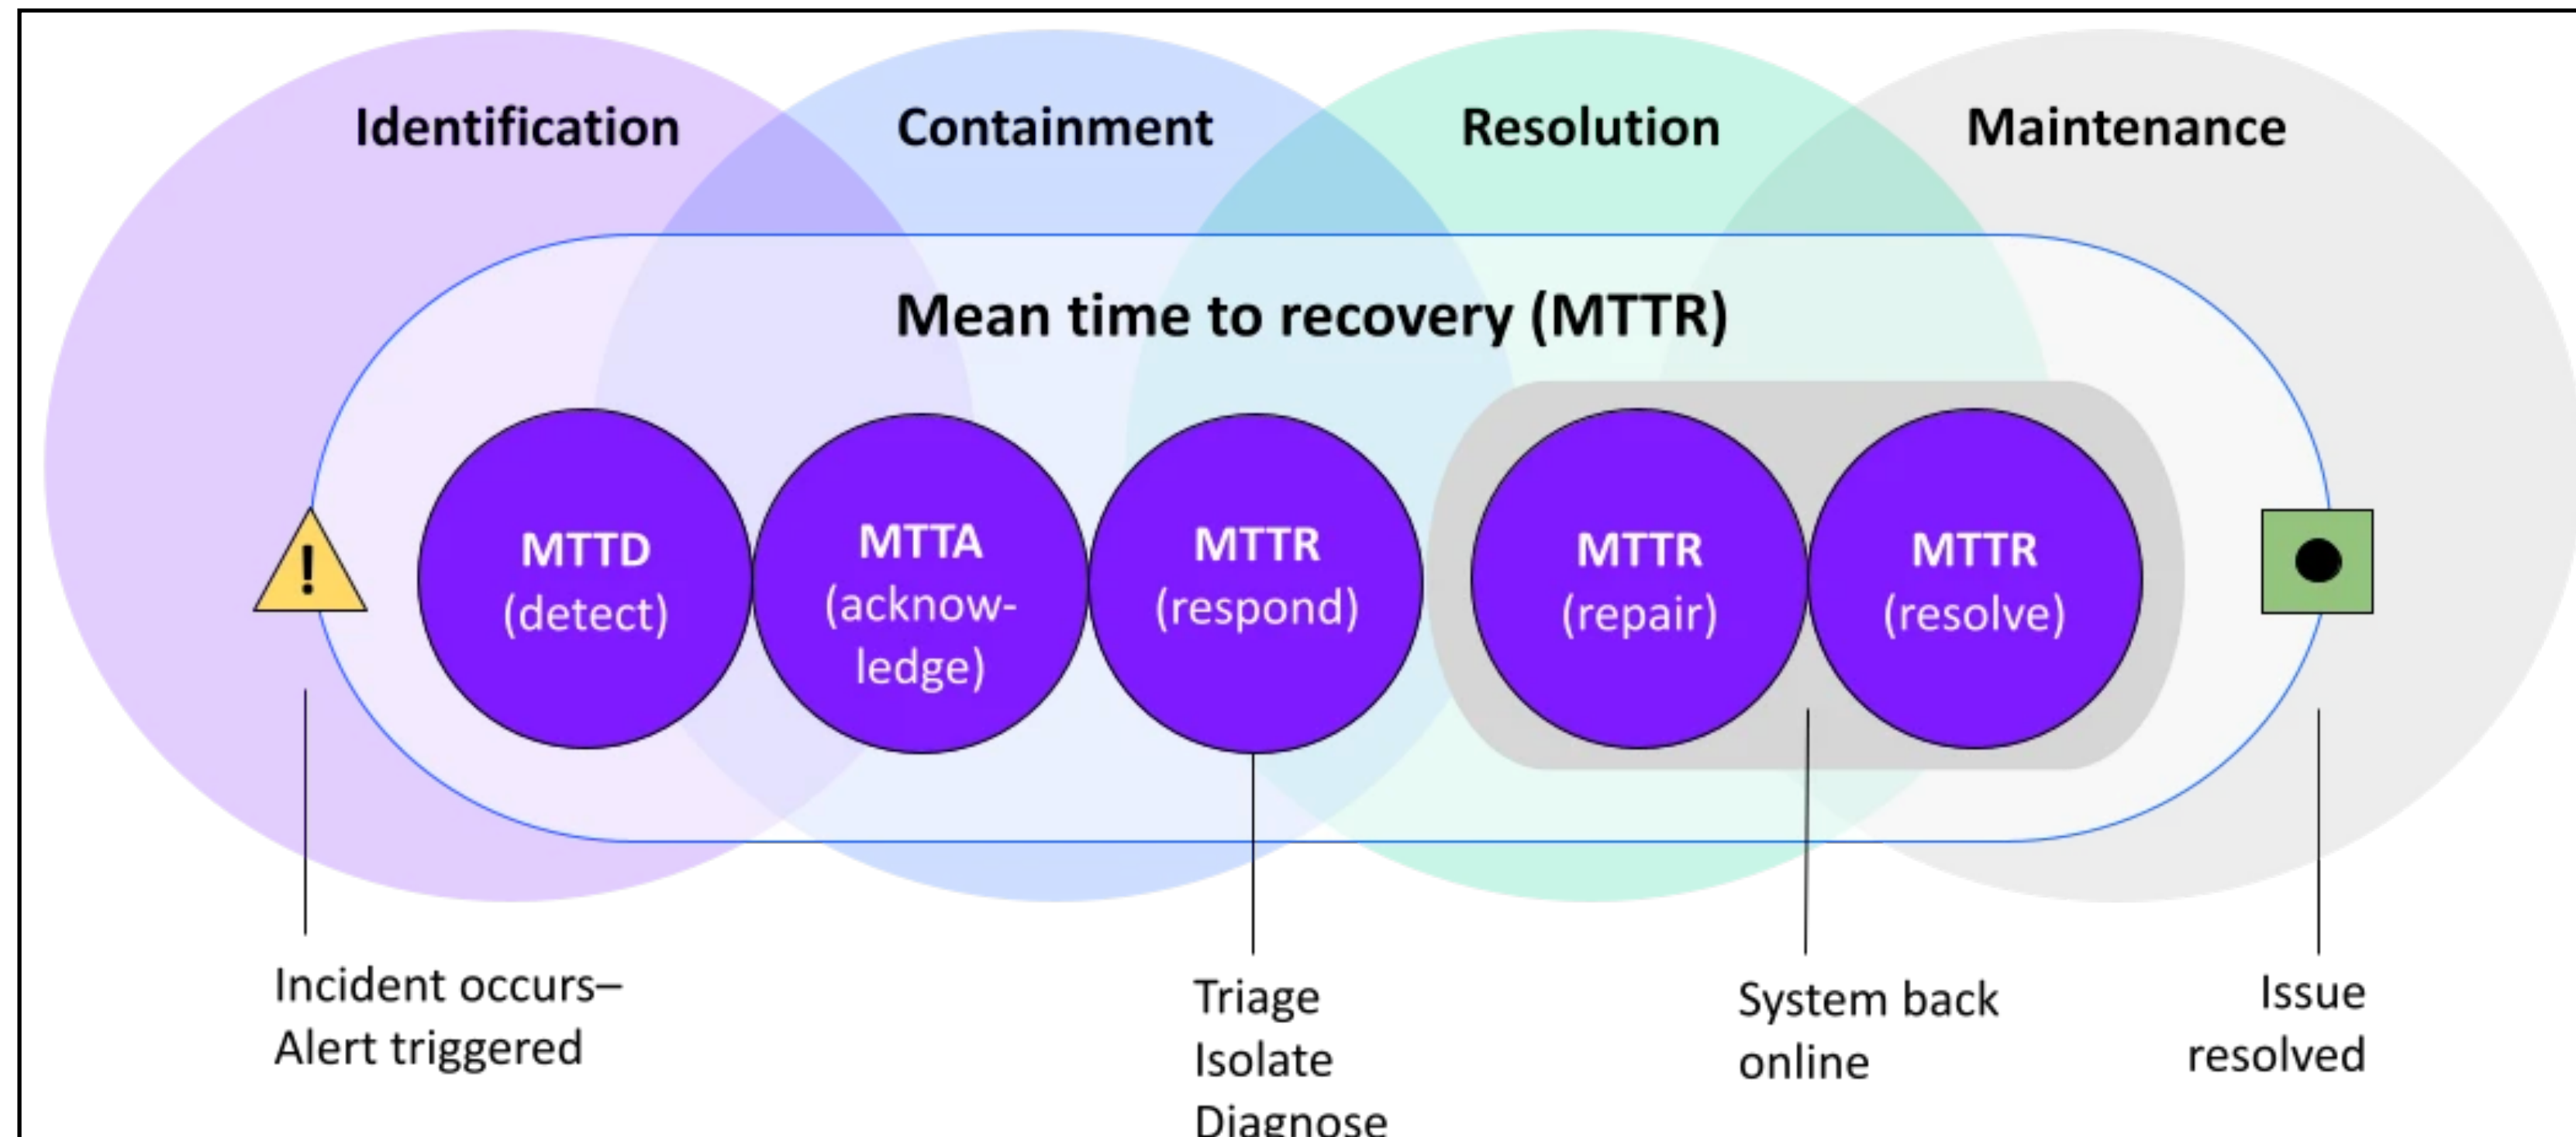 Identification
Containment
Resolution
Maintenance
Mean time to recovery (MTTR)
MTTD
(detect)
MTTA
(acknow-
ledge)
MTTR
(respond)
MTTR
(repair)
MTTR
(resolve)
!
Incident occurs–
Alert triggered
Triage
Isolate
Diagnose
System back
online
Issue
resolved